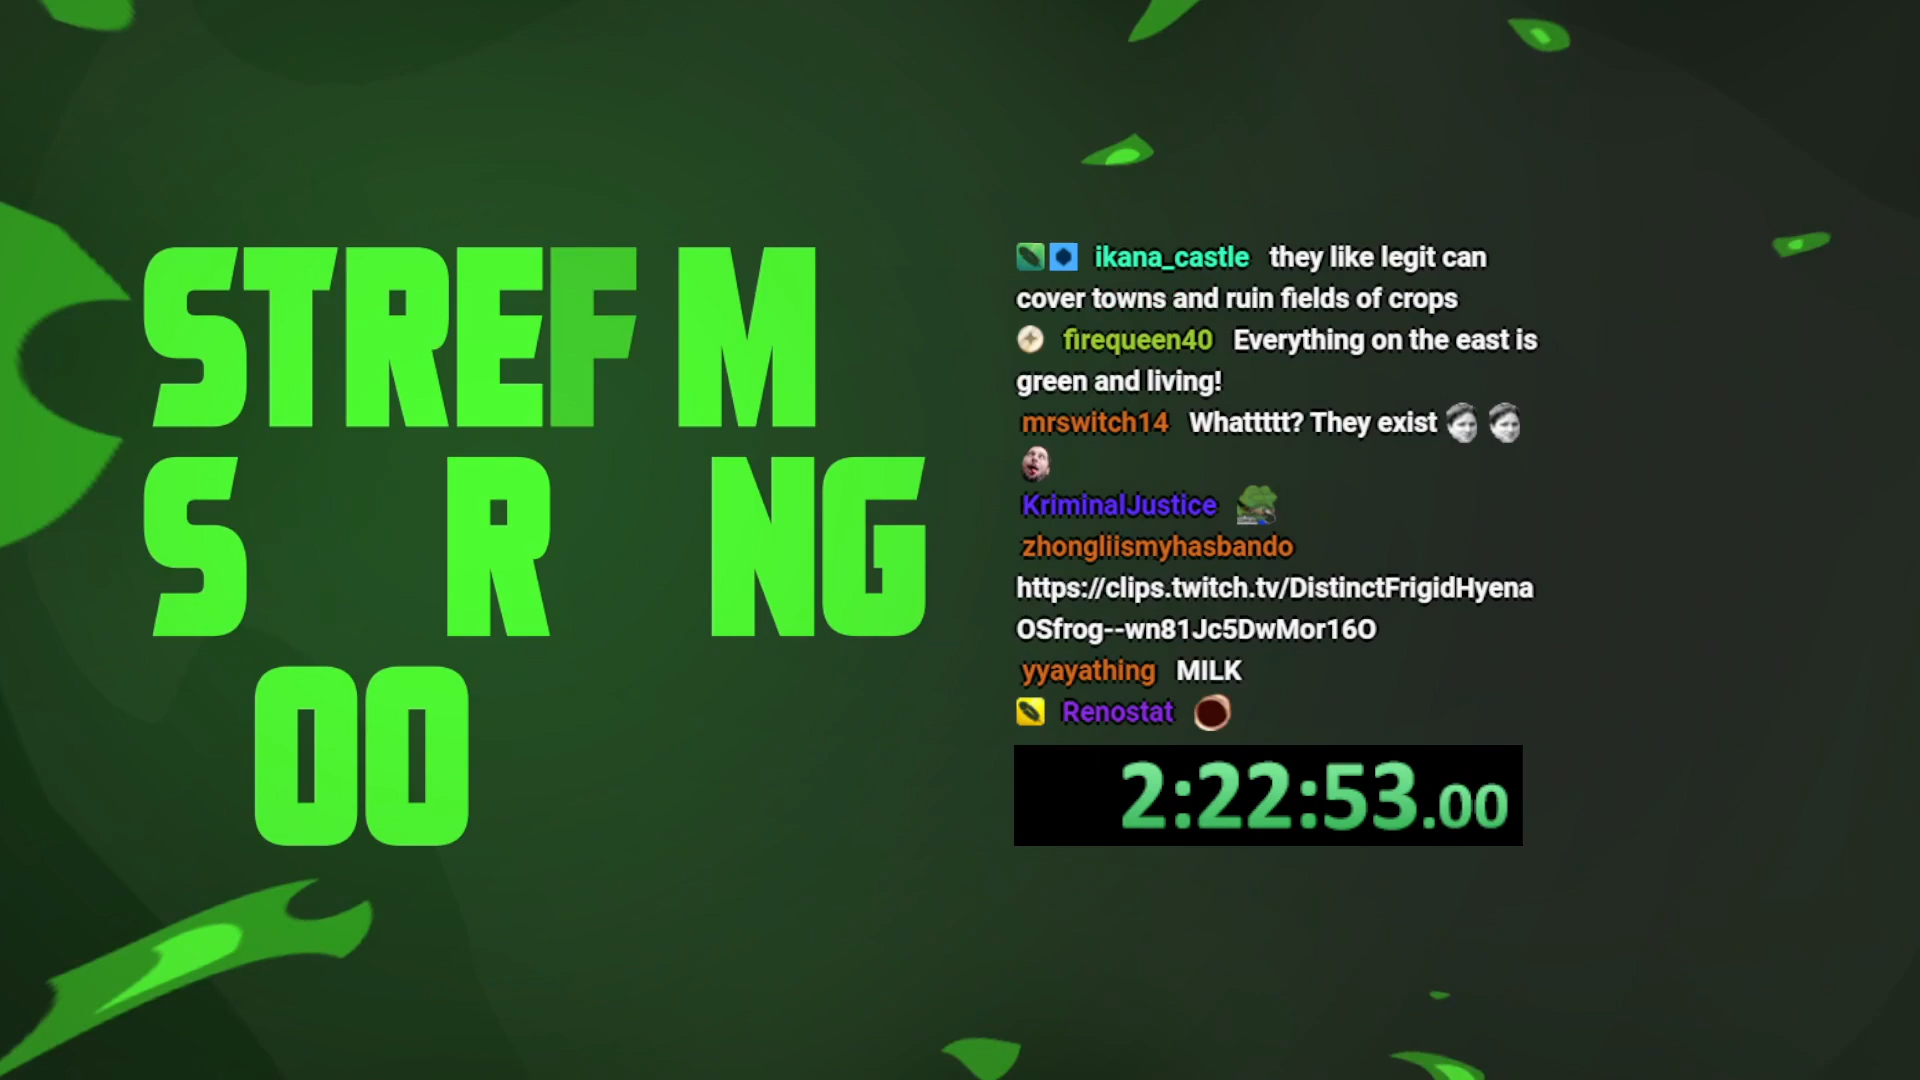 STREF M
S R NG
OO
ikana_castle they like legit can
cover towns and ruin fields of crops
firequeen40 Everything on the east is
green and living!
mrswitch14 Whattttt? They exist
KriminalJustice
zhongliismyhasbando
https://clips.twitch.tv/DistinctFrigidHyena
OSfrog--wn81Jc5DwMor16O
yyayathing MILK
Renostat
2:22:53.00